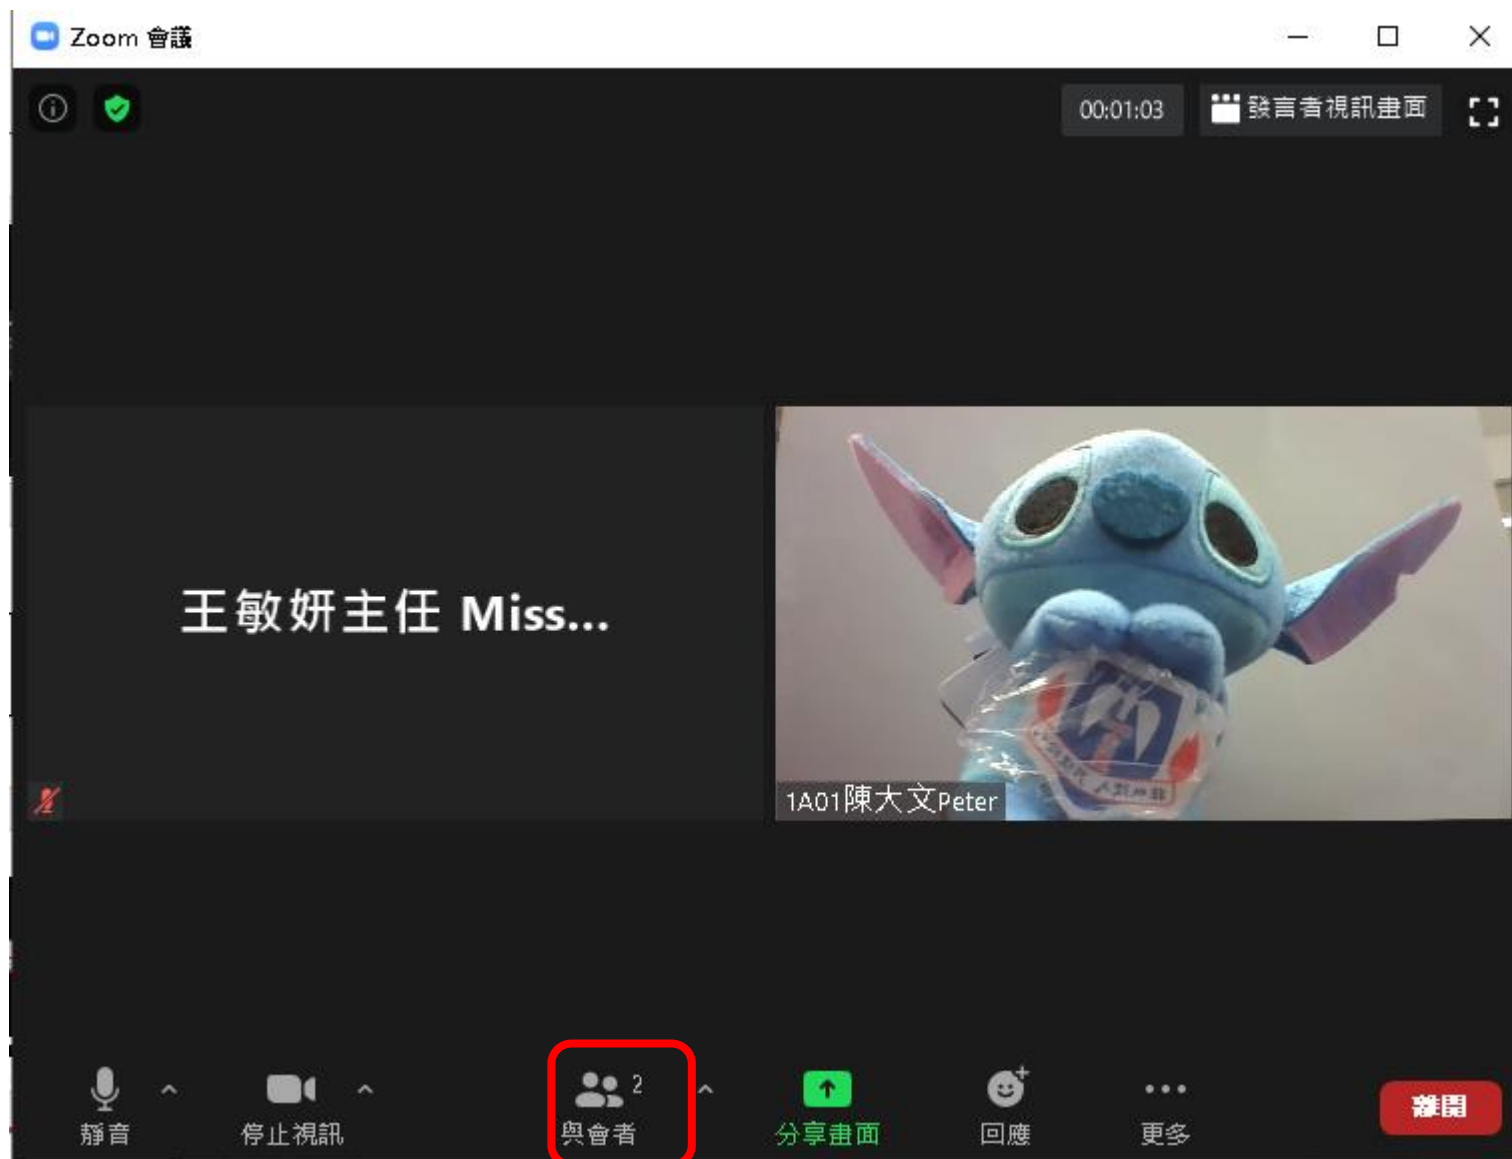 Zoom 會議
00:01:03
發言者視訊畫面
王敏妍主任 Miss...
1A01陳大文Peter
2
靜音
停止視訊
與會者
分享畫面
回應
更多
離開